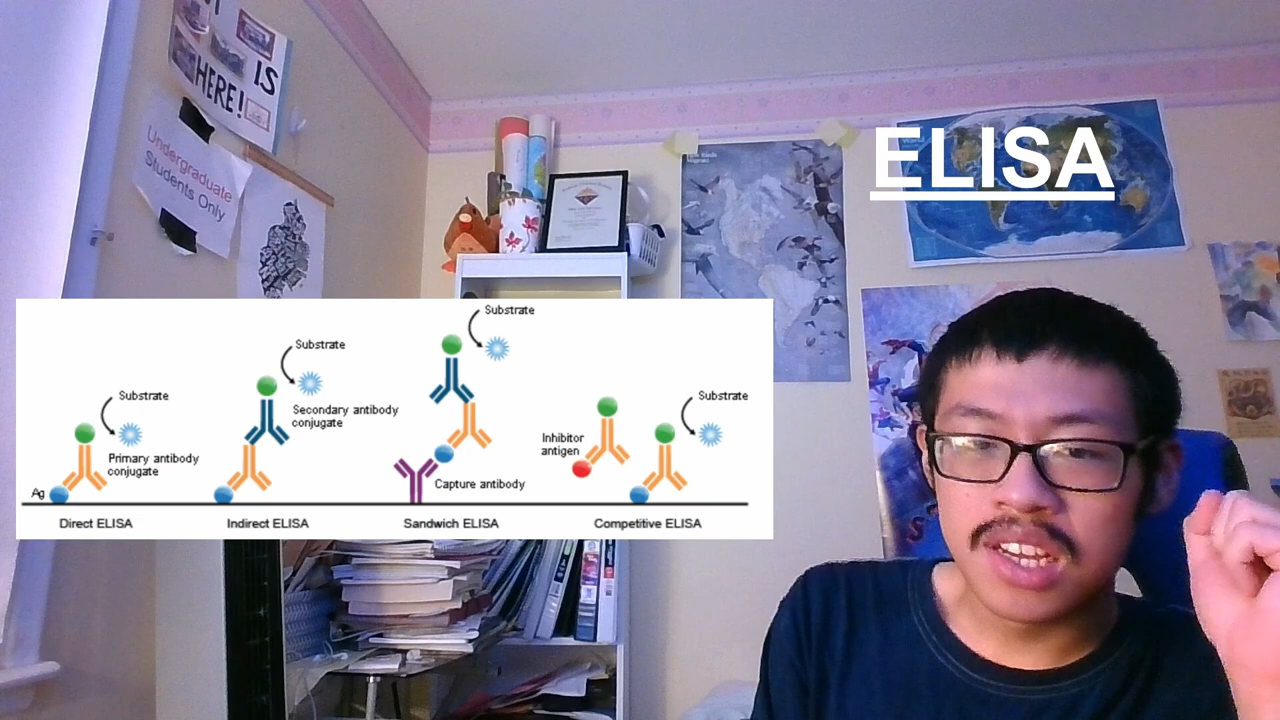 IS
HERE!
Undergraduate
Students Only
ELISA
Substrate
Substrate
Secondary antibody
conjugate
Substrate
Primary antibody
conjugate
Ag
Substrate
Capture antibody
Inhibitor
antigen
Substrate
Direct ELISA
Indirect ELISA
Sandwich ELISA
Competitive ELISA